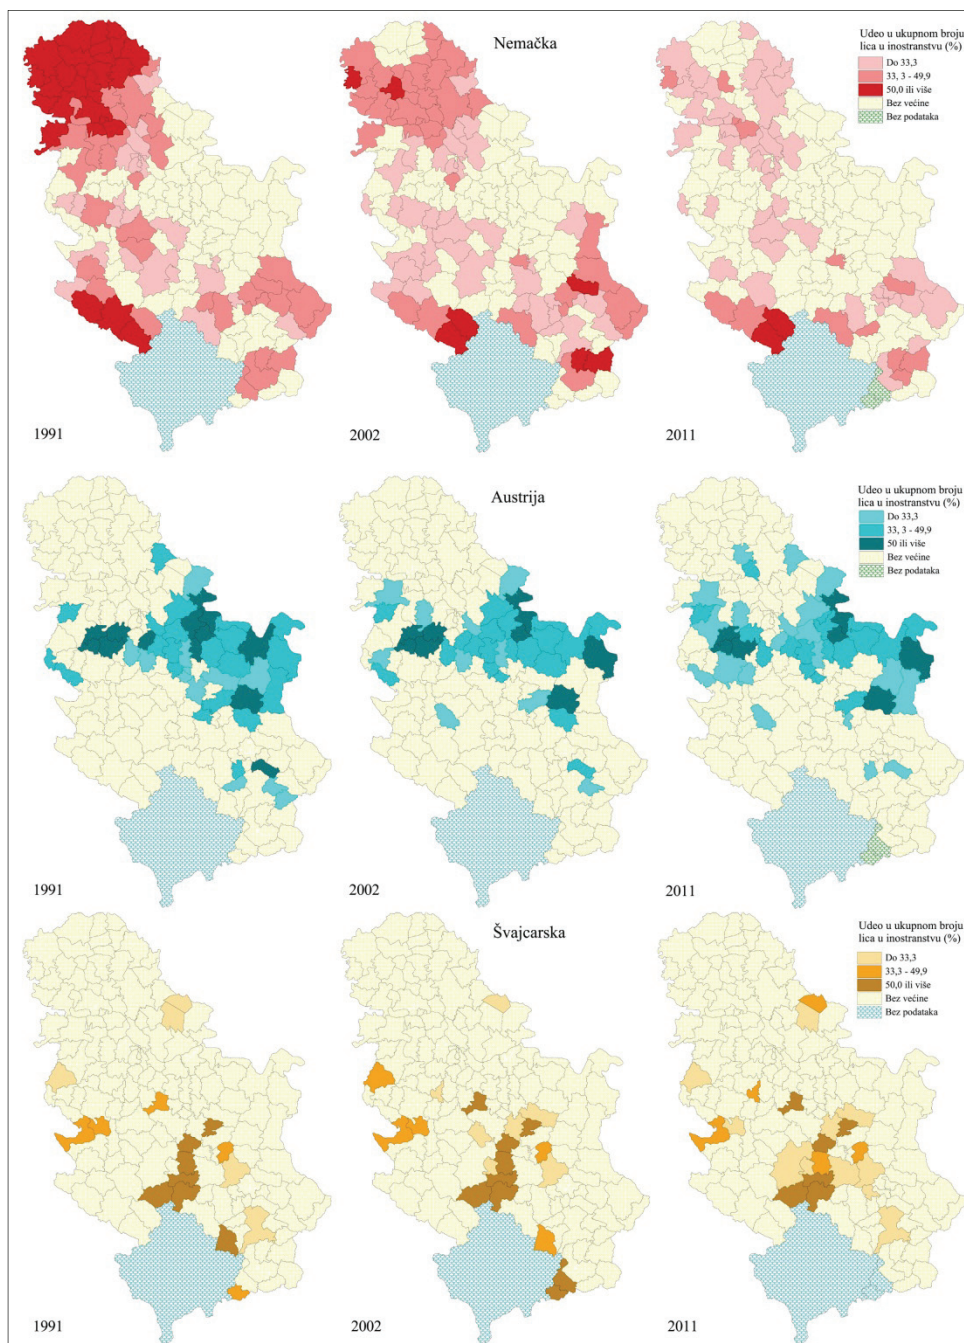 Nemačka
Udeo u ukupnom broju
lica u inostranstvu (%)
Do 33,3
33, 3 - 49,9
50,0 ili više
Bez većine
Bez podataka
1991
2002
2011
Austrija
Udeo u ukupnom broju
lica u inostranstvu (%)
Do 33,3
33, 3 - 49,9
50 ili više
Bez većine
Bez podataka
1991
2002
2011
Švajcarska
Udeo u ukupnom broju
lica u inostranstvu (%)
Do 33,3
33,3 - 49,9
50,0 ili više
Bez većine
Bez podataka
1991
2002
2011